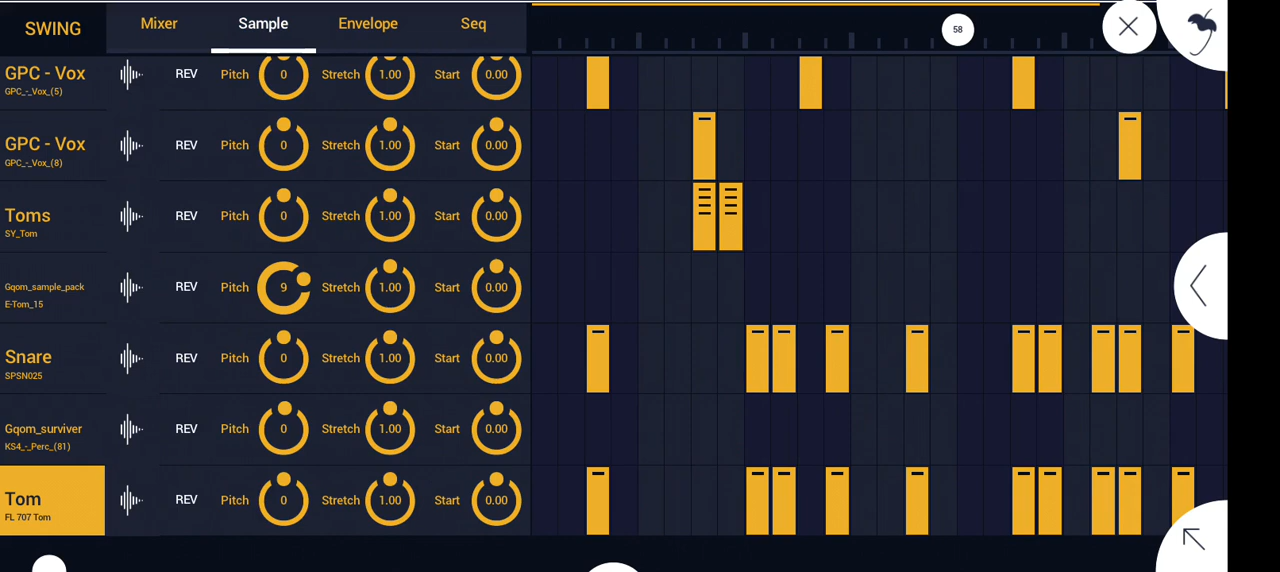 SWING Mixer Sample Envelope Seq
58
GPC - Vox REV Pitch 0 Stretch 1.00 Start 0.00
GPC_-_Vox_(5)
GPC - Vox REV Pitch 0 Stretch 1.00 Start 0.00
GPC_-_Vox_(8)
Toms REV Pitch 0 Stretch 1.00 Start 0.00
SY_Tom
Gqom_sample_pack REV Pitch 9 Stretch 1.00 Start 0.00
E-Tom_15
Snare REV Pitch 0 Stretch 1.00 Start 0.00
SPSN025
Gqom_surviver REV Pitch 0 Stretch 1.00 Start 0.00
KS4_-_Perc_(81)
Tom REV Pitch 0 Stretch 1.00 Start 0.00
FL 707 Tom